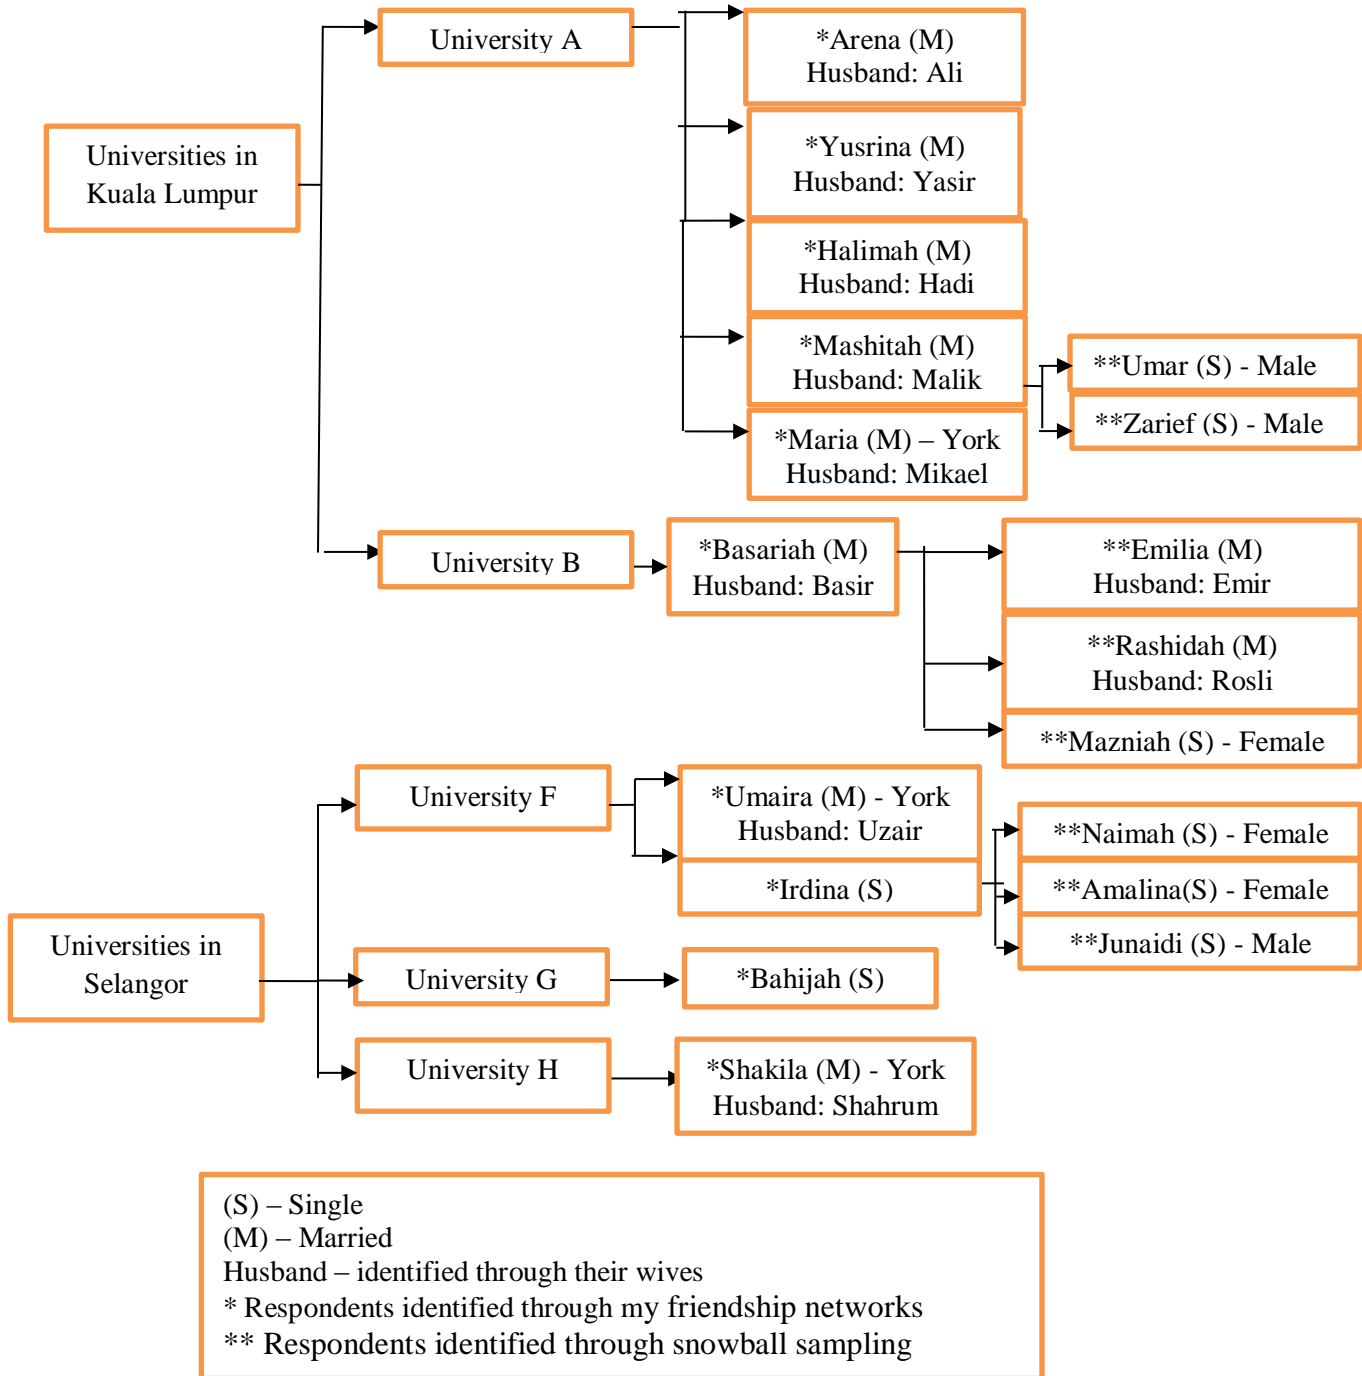 University A
*Arena (M)
Husband: Ali
Universities in
Kuala Lumpur
*Yusrina (M)
Husband: Yasir
*Halimah (M)
Husband: Hadi
*Mashitah (M)
Husband: Malik
**Umar (S) - Male
**Zarief (S) - Male
*Maria (M) – York
Husband: Mikael
University B
*Basariah (M)
Husband: Basir
**Emilia (M)
Husband: Emir
**Rashidah (M)
Husband: Rosli
**Mazniah (S) - Female
University F
*Umaira (M) - York
Husband: Uzair
*Irdina (S)
**Naimah (S) - Female
**Amalina(S) - Female
**Junaidi (S) - Male
Universities in
Selangor
University G
*Bahijah (S)
University H
*Shakila (M) - York
Husband: Shahrum
(S) – Single
(M) – Married
Husband – identified through their wives
* Respondents identified through my friendship networks
** Respondents identified through snowball sampling